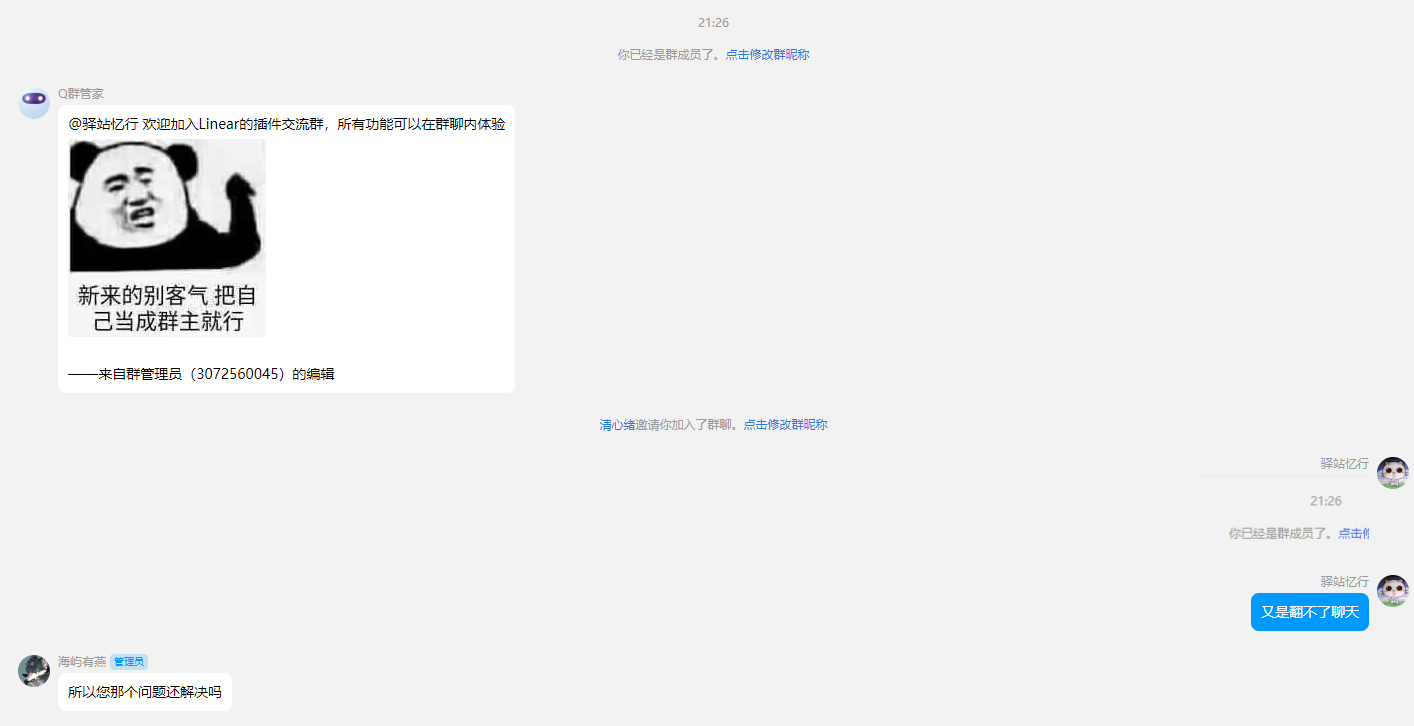 21:26
你已经是群成员了。点击修改群昵称
Q群管家
@驿站忆行 欢迎加入Linear的插件交流群，所有功能可以在群聊内体验
新来的别客气 把自
己当成群主就行
——来自群管理员（3072560045）的编辑
清心绪邀请你加入了群聊。点击修改群昵称
驿站忆行
21:26
你已经是群成员了。点击修
驿站忆行
又是翻不了聊天
海屿有燕 管理员
所以您那个问题还解决吗